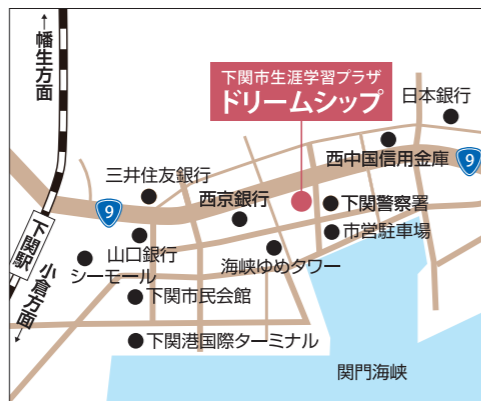 ←幡生方面
下関市生涯学習プラザ
ドリームシップ
日本銀行
西中国信用金庫
9
三井住友銀行
西京銀行
下関警察署
9
市営駐車場
下関駅
山口銀行
シーモール
海峡ゆめタワー
小倉方面→
下関市民会館
下関港国際ターミナル
関門海峡